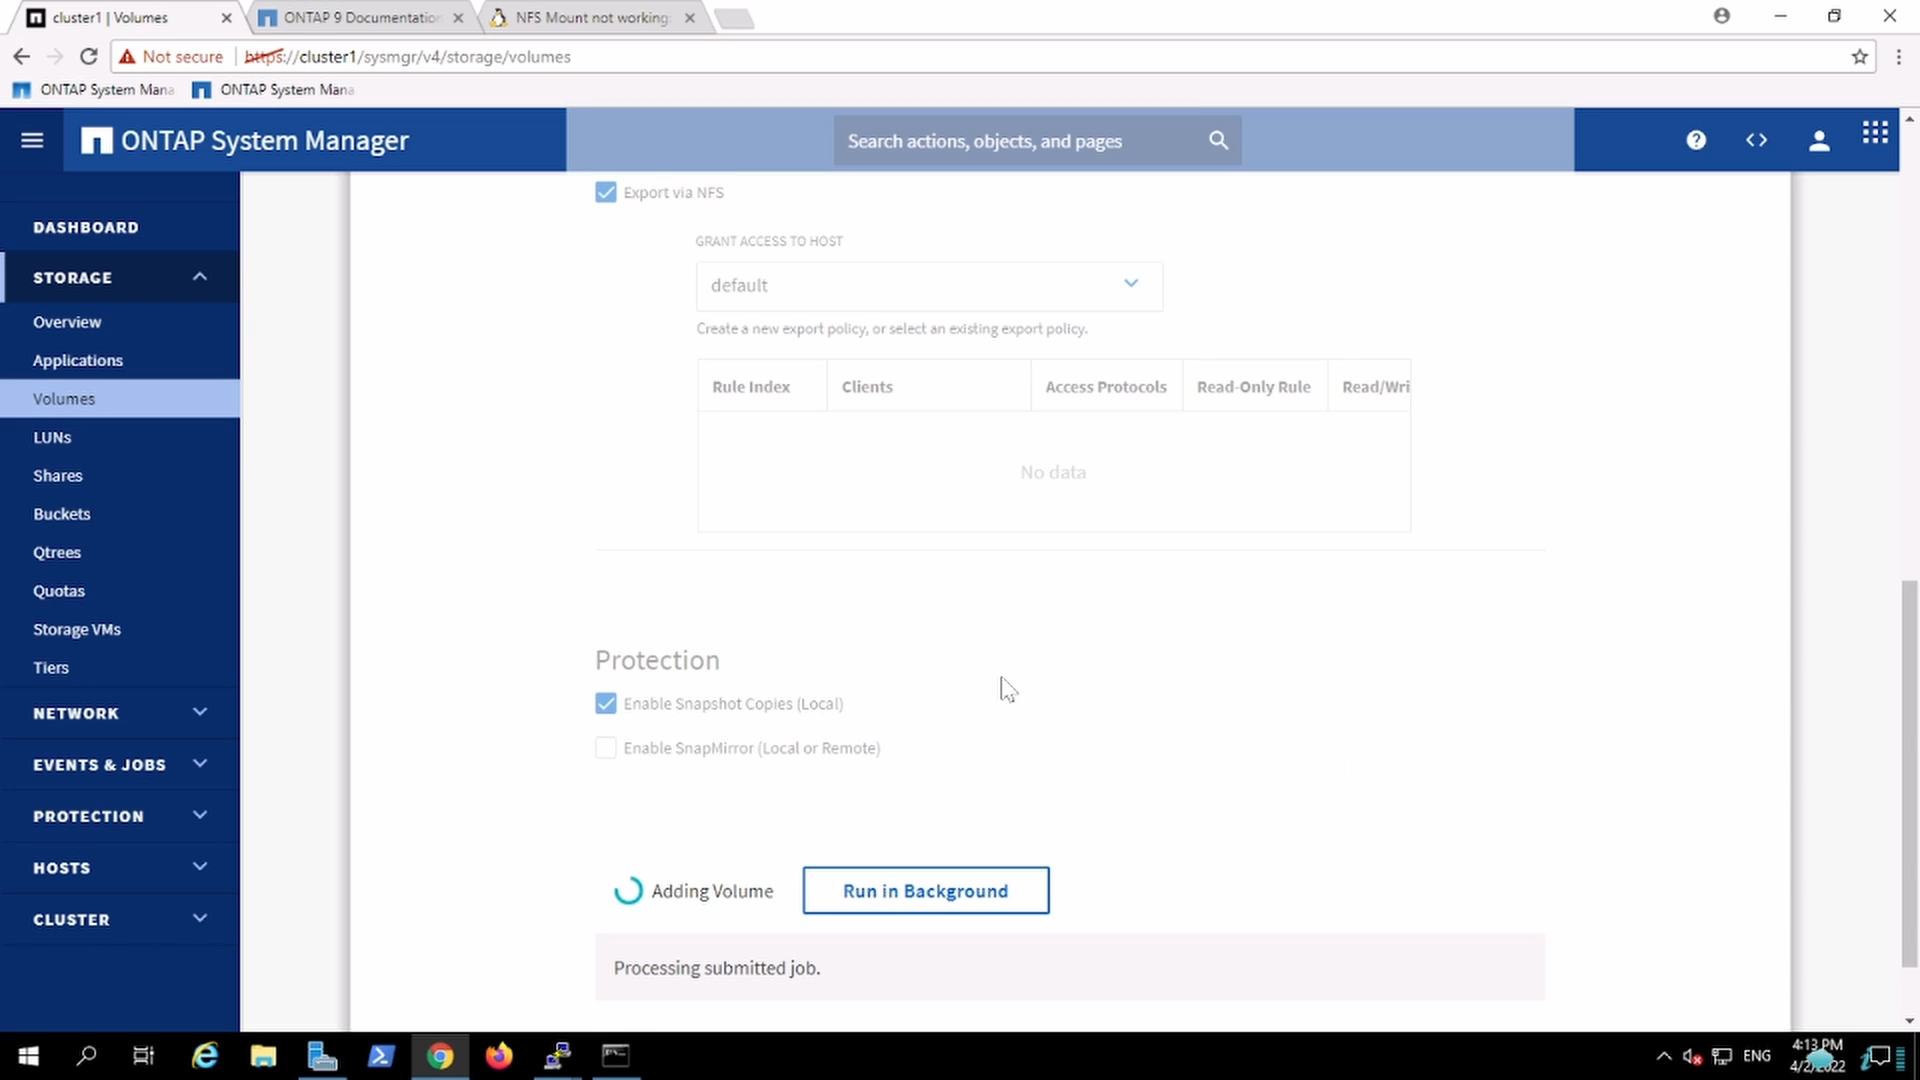 cluster1 | Volumes
ONTAP 9 Documentation
NFS Mount not working
Not secure
https://cluster1/sysmgr/v4/storage/volumes
ONTAP System Mana
ONTAP System Mana
ONTAP System Manager
Search actions, objects, and pages
DASHBOARD
STORAGE
Overview
Applications
Volumes
LUNs
Shares
Buckets
Qtrees
Quotas
Storage VMs
Tiers
NETWORK
EVENTS & JOBS
PROTECTION
HOSTS
CLUSTER
Export via NFS
GRANT ACCESS TO HOST
default
Create a new export policy, or select an existing export policy.
Rule Index Clients Access Protocols Read-Only Rule Read/Wri
No data
Protection
Enable Snapshot Copies (Local)
Enable SnapMirror (Local or Remote)
Adding Volume
Run in Background
Processing submitted job.
ENG
4:13 PM
4/2/2022